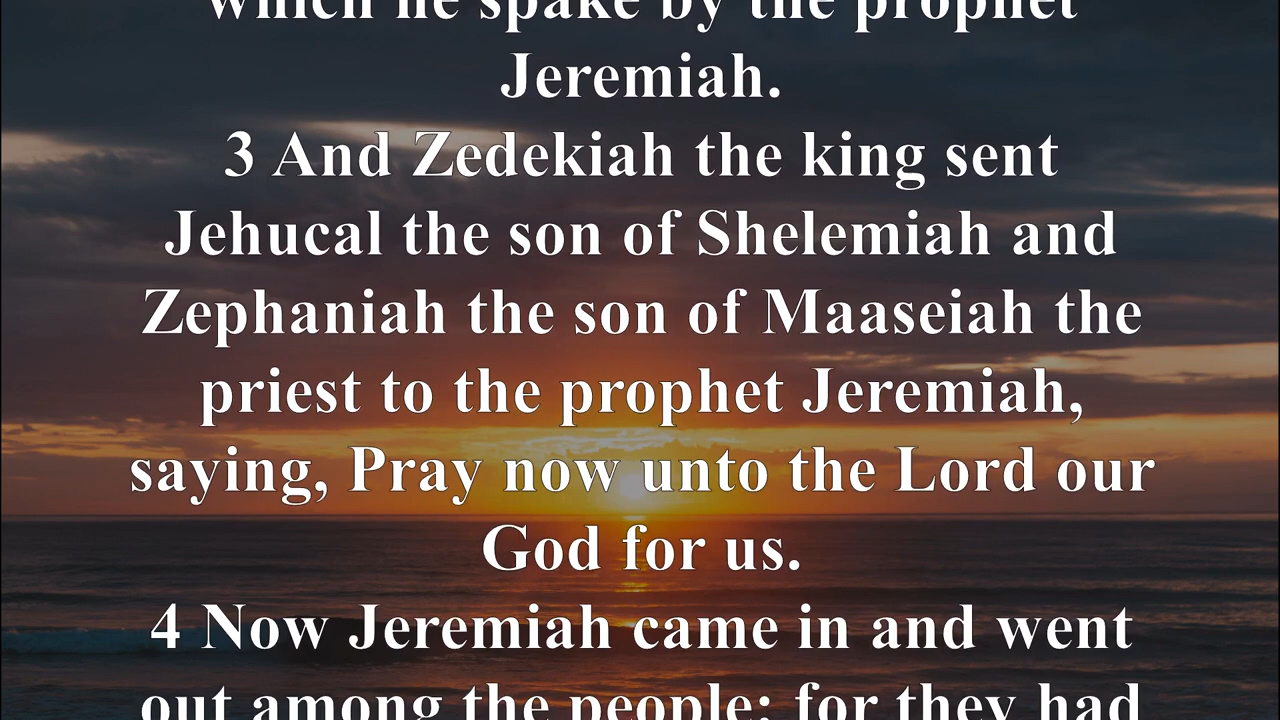 which he spake by the prophet
Jeremiah.
3 And Zedekiah the king sent
Jehucal the son of Shelemiah and
Zephaniah the son of Maaseiah the
priest to the prophet Jeremiah,
saying, Pray now unto the Lord our
God for us.
4 Now Jeremiah came in and went
out among the people: for they had